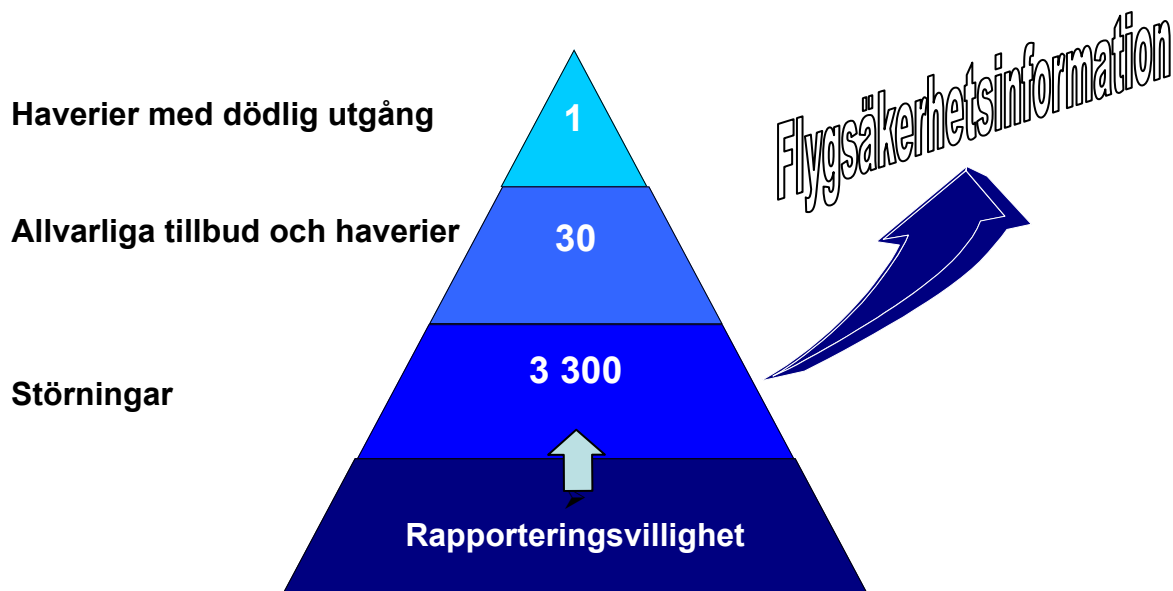 Flygsäkerhetsinformation
Haverier med dödlig utgång
1
Allvarliga tillbud och haverier
30
3 300
Störningar
Rapporteringsvillighet